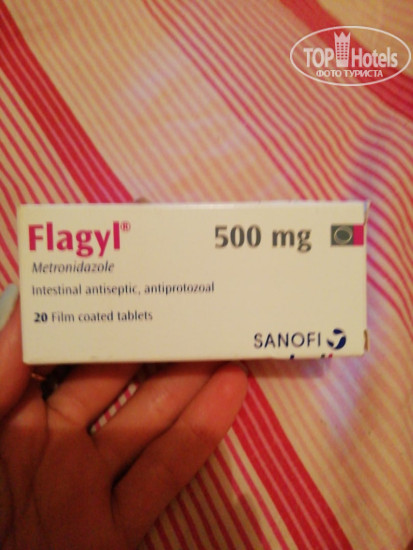 TOP Hotels
ФОТО ТУРИСТА
Flagyl® 500 mg
Metronidazole
Intestinal antiseptic, antiprotozoal
20 Film coated tablets
SANOFI